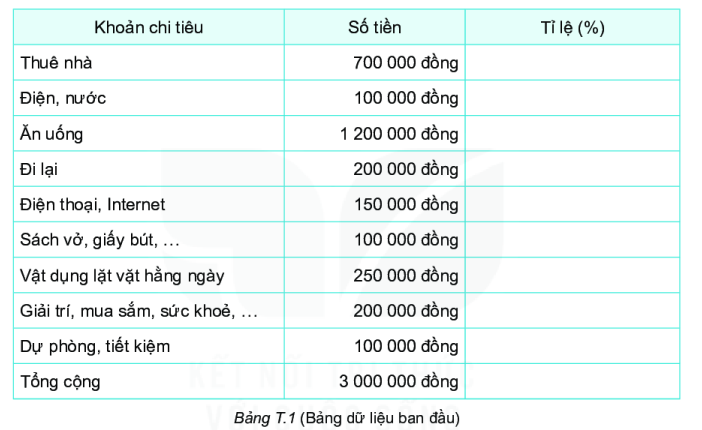 Khoản chi tiêu Số tiền Tỉ lệ (%)
Thuê nhà 700 000 đồng
Điện, nước 100 000 đồng
Ăn uống 1 200 000 đồng
Đi lại 200 000 đồng
Điện thoại, Internet 150 000 đồng
Sách vở, giấy bút, … 100 000 đồng
Vật dụng lặt vặt hằng ngày 250 000 đồng
Giải trí, mua sắm, sức khoẻ, … 200 000 đồng
Dự phòng, tiết kiệm 100 000 đồng
Tổng cộng 3 000 000 đồng
Bảng T.1 (Bảng dữ liệu ban đầu)